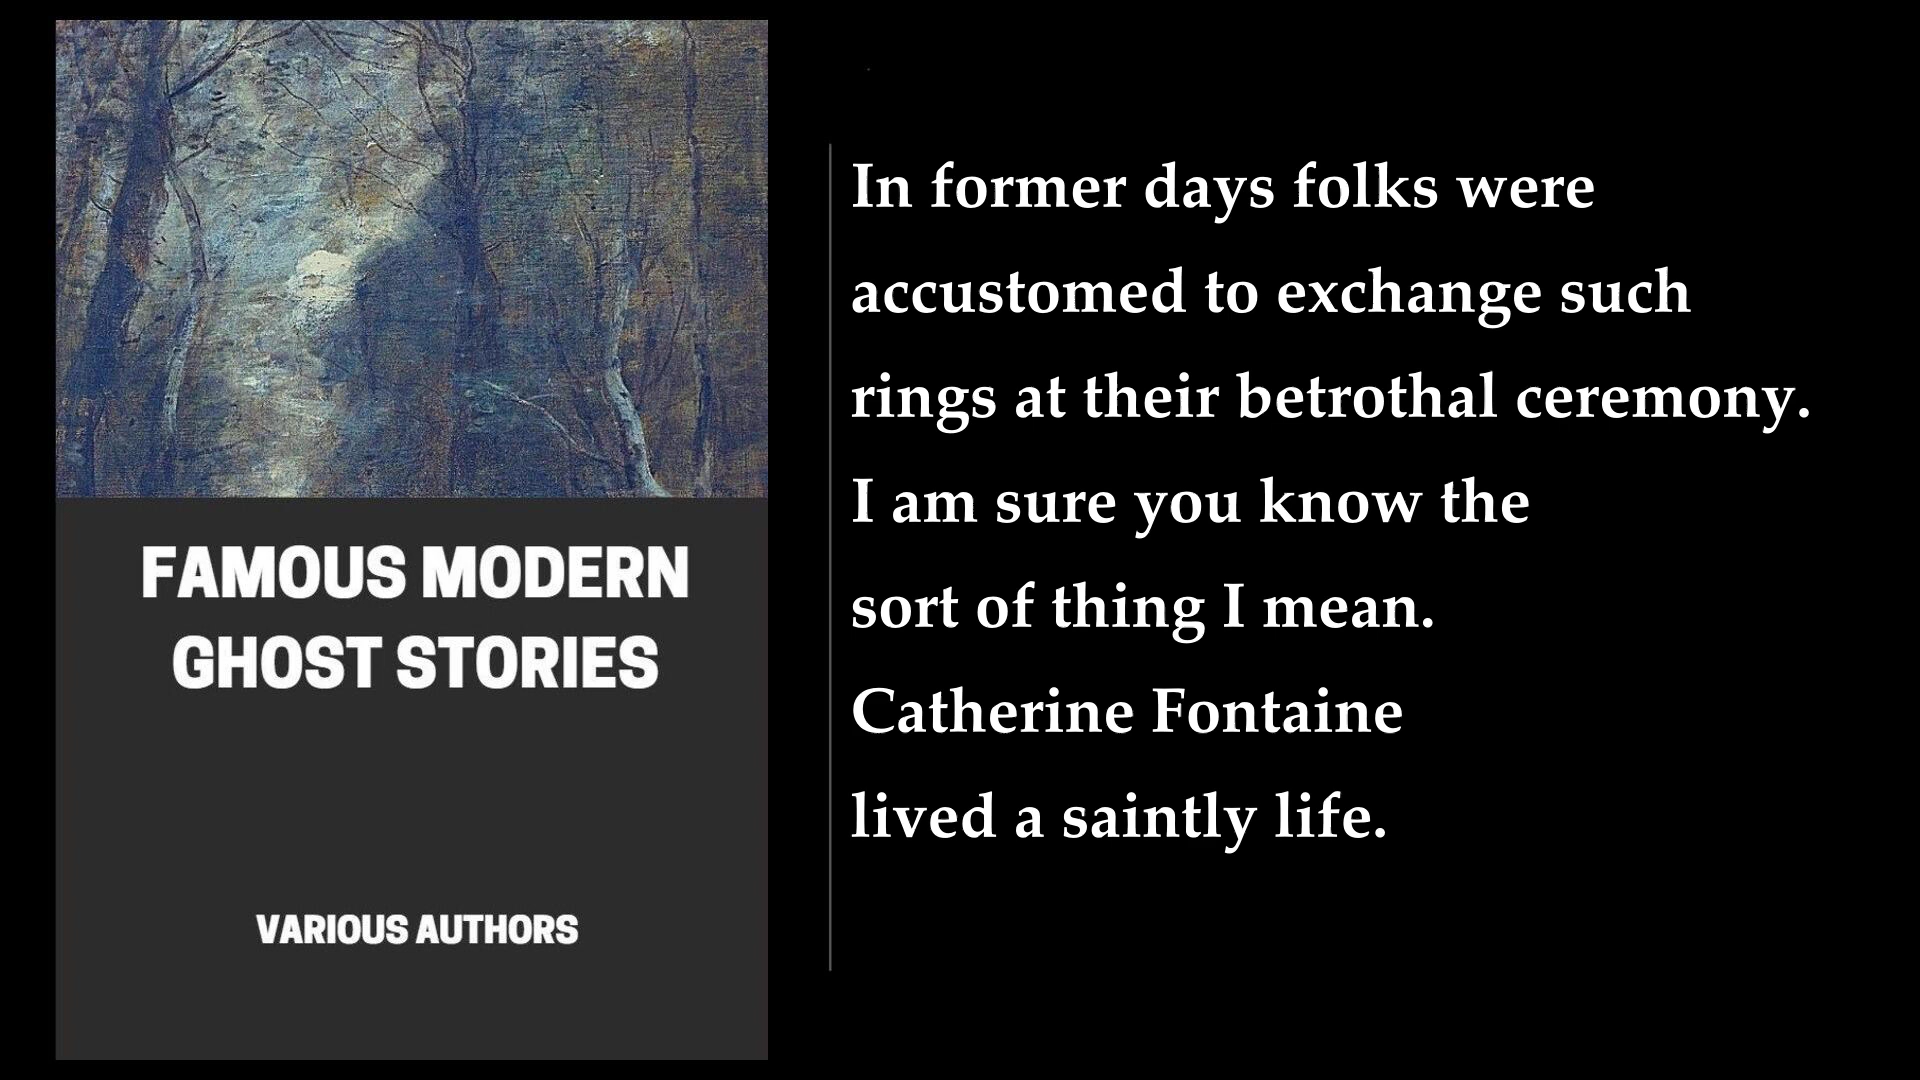 FAMOUS MODERN
GHOST STORIES
VARIOUS AUTHORS
In former days folks were
accustomed to exchange such
rings at their betrothal ceremony.
I am sure you know the
sort of thing I mean.
Catherine Fontaine
lived a saintly life.